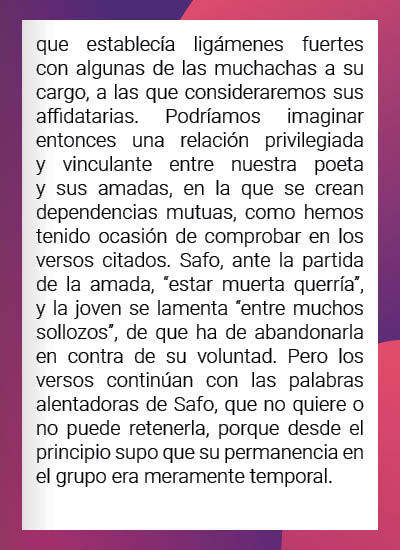 que establecía ligámenes fuertes
con algunas de las muchachas a su
cargo, a las que consideraremos sus
affidatarias. Podríamos imaginar
entonces una relación privilegiada
y vinculante entre nuestra poeta
y sus amadas, en la que se crean
dependencias mutuas, como hemos
tenido ocasión de comprobar en los
versos citados. Safo, ante la partida
de la amada, “estar muerta querría”,
y la joven se lamenta “entre muchos
sollozos”, de que ha de abandonarla
en contra de su voluntad. Pero los
versos continúan con las palabras
alentadoras de Safo, que no quiere o
no puede retenerla, porque desde el
principio supo que su permanencia en
el grupo era meramente temporal.